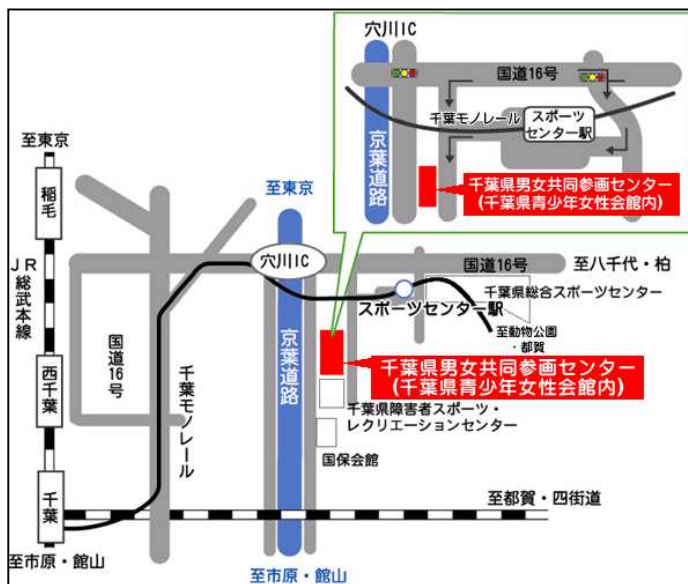 穴川IC
国道16号
千葉モノレール
スポーツ
センター駅
京葉道路
千葉県男女共同参画センター
(千葉県青少年女性会館内)
至東京
稲毛
JR
総武本線
西千葉
千葉
至市原・館山
国道16号
千葉モノレール
至東京
穴川IC
京葉道路
国道16号
至八千代・柏
千葉県総合スポーツセンター
スポーツセンター駅
至動物公園
・都賀
千葉県男女共同参画センター
(千葉県青少年女性会館内)
千葉県障害者スポーツ・
レクリエーションセンター
国保会館
至都賀・四街道
至市原・館山